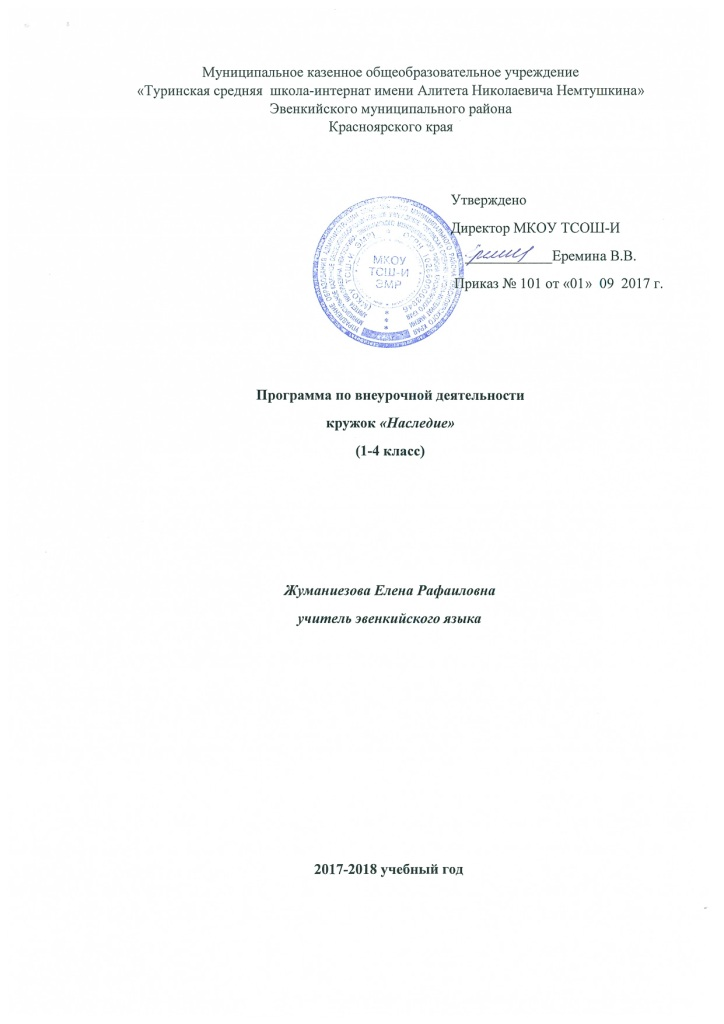 Муниципальное казенное общеобразовательное учреждение
«Туринская средняя школа-интернат имени Алитета Николаевича Немтушкина»
Эвенкийского муниципального района
Красноярского края
Утверждено
Директор МКОУ ТСОШ-И
____________Еремина В.В.
Приказ № 101 от «01» 09 2017 г.
МКОУ
ТСШ-И
ЭМР
Программа по внеурочной деятельности
кружок «Наследие»
(1-4 класс)
Жуманиезова Елена Рафаиловна
учитель эвенкийского языка
2017-2018 учебный год